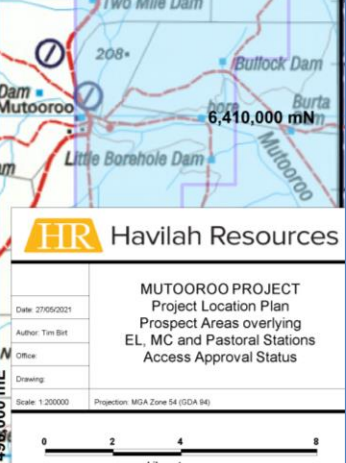 Two Mile Dam
208
Bullock Dam
Dam
Mutooroo
bore
Burta
6,410,000 mN
Little Borehole Dam
Mutooroo
HR Havilah Resources
MUTOOROO PROJECT
Project Location Plan
Prospect Areas overlying
EL, MC and Pastoral Stations
Access Approval Status
Date: 27/05/2021
Author: Tim Birt
Office:
Drawing:
Scale: 1:200000
Projection: MGA Zone 54 (GDA 94)
0 2 4 8